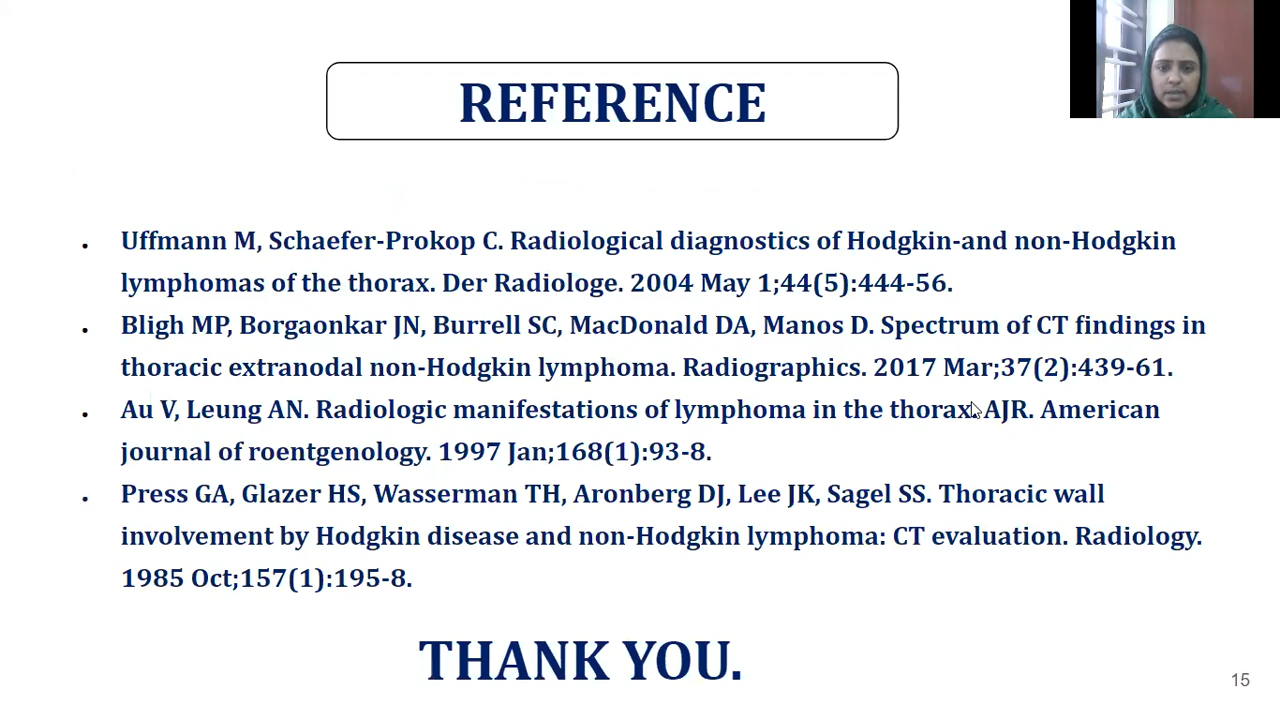 REFERENCE
• Uffmann M, Schaefer-Prokop C. Radiological diagnostics of Hodgkin-and non-Hodgkin
lymphomas of the thorax. Der Radiologe. 2004 May 1;44(5):444-56.
• Bligh MP, Borgaonkar JN, Burrell SC, MacDonald DA, Manos D. Spectrum of CT findings in
thoracic extranodal non-Hodgkin lymphoma. Radiographics. 2017 Mar;37(2):439-61.
• Au V, Leung AN. Radiologic manifestations of lymphoma in the thorax. AJR. American
journal of roentgenology. 1997 Jan;168(1):93-8.
• Press GA, Glazer HS, Wasserman TH, Aronberg DJ, Lee JK, Sagel SS. Thoracic wall
involvement by Hodgkin disease and non-Hodgkin lymphoma: CT evaluation. Radiology.
1985 Oct;157(1):195-8.
THANK YOU.
15